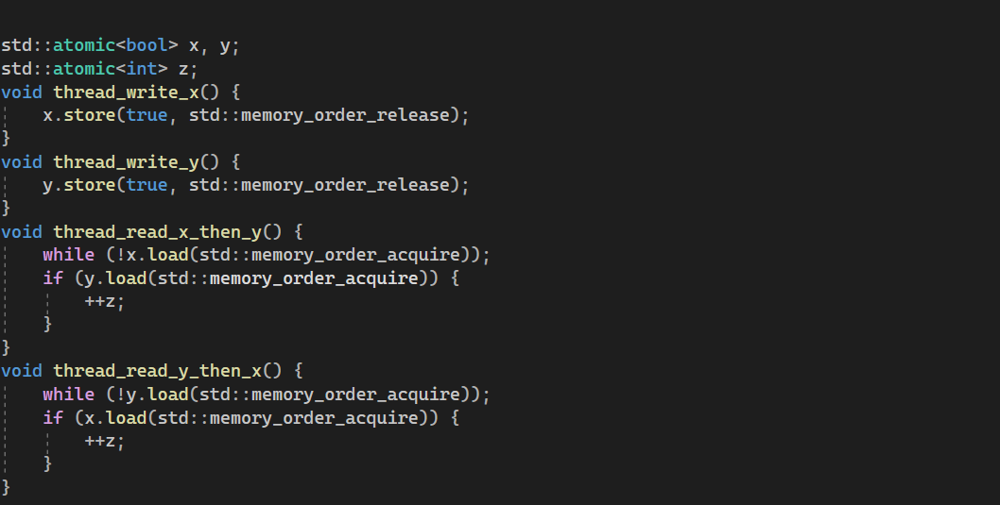 std::atomic<bool> x, y;
std::atomic<int> z;
void thread_write_x() {
    x.store(true, std::memory_order_release);
}
void thread_write_y() {
    y.store(true, std::memory_order_release);
}
void thread_read_x_then_y() {
    while (!x.load(std::memory_order_acquire));
    if (y.load(std::memory_order_acquire)) {
        ++z;
    }
}
void thread_read_y_then_x() {
    while (!y.load(std::memory_order_acquire));
    if (x.load(std::memory_order_acquire)) {
        ++z;
    }
}